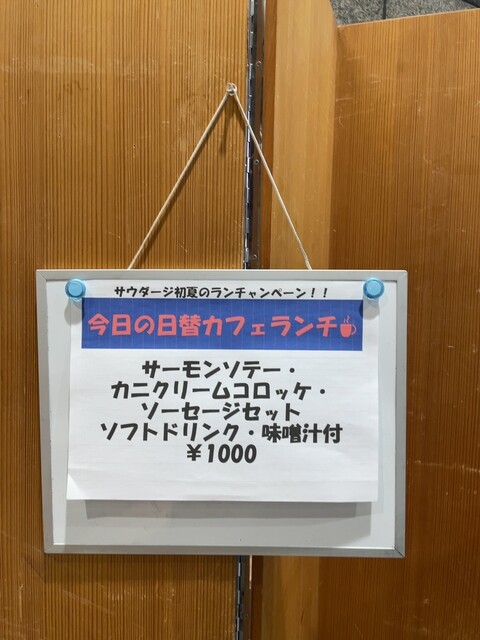 サウダージ初夏のランチャンペーン！！
今日の日替カフェランチ
サーモンソテー・
カニクリームコロッケ・
ソーセージセット
ソフトドリンク・味噌汁付
￥1000